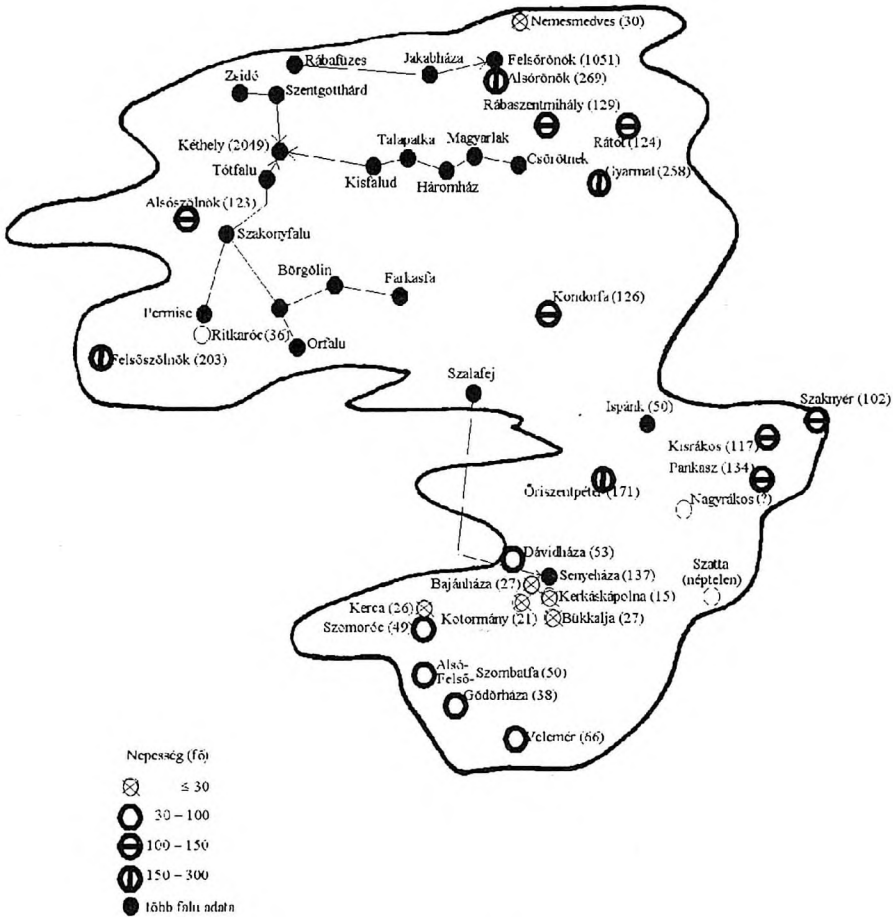 Nemesmedves (30)
Rábafüzes
Jakabháza
Felsőrönök (1051)
Alsórönök (269)
Zsidó
Szentgotthárd
Rábaszentmihály (129)
Rátót (124)
Kéthely (2049)
Talapatka
Magyarlak
Tótfalu
Kisfalud
Háromház
Csörötnek
Gyarmat (258)
Alsószölnök (123)
Szakonyfalu
Börgölin
Farkasfa
Kondorfa (126)
Permise
Ritkaróc (36)
Orfalu
Felsőszölnök (203)
Szalafej
Ispánk (50)
Szaknyér (102)
Kisrákos (117)
Pankasz (134)
Őriszentpéter (171)
Nagyrákos (?)
Dávidháza (53)
Szatta
(néptelen)
Senyeháza (137)
Bajánháza (27)
Kerkáskápolna (15)
Kerca (26)
Kotormány (21)
Bükkalja (27)
Szomoróc (49)
Alsó-
Felső-
Szombatfa (50)
Gödörháza (38)
Velemér (66)
Nepesség (fő)
≤ 30
30 – 100
100 – 150
150 – 300
több falu adata